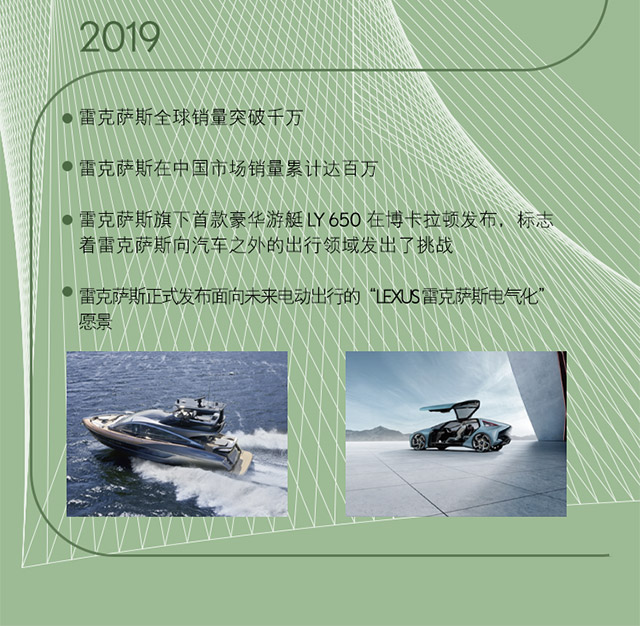 2019
雷克萨斯全球销量突破千万
雷克萨斯在中国市场销量累计达百万
雷克萨斯旗下首款豪华游艇LY 650 在博卡拉顿发布，标志
着雷克萨斯向汽车之外的出行领域发出了挑战
雷克萨斯正式发布面向未来电动出行的“LEXUS雷克萨斯电气化”
愿景